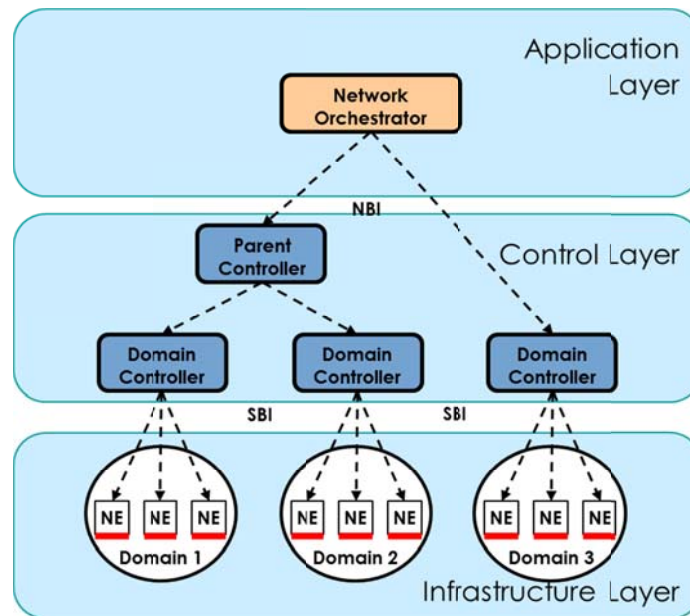 Application
Layer
Network
Orchestrator
NBI
Parent
Controller
Control Layer
Domain
Controller
Domain
Controller
Domain
Controller
SBI
SBI
NE NE NE
NE NE NE
NE NE NE
Domain 1
Domain 2
Domain 3
Infrastructure Layer